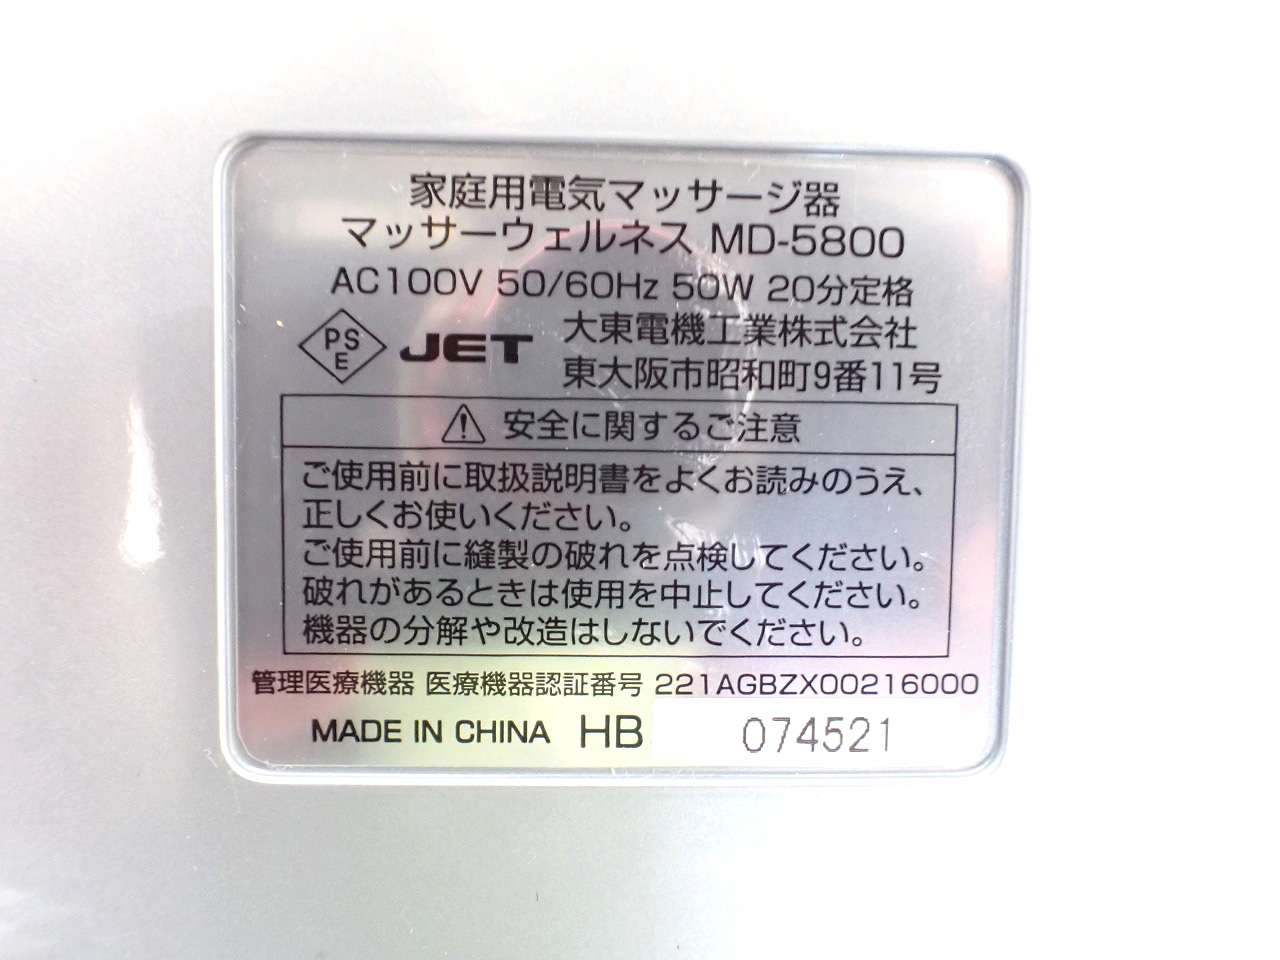 家庭用電気マッサージ器
マッサーウェルネス MD-5800
AC100V 50/60Hz 50W 20分定格
PS
E
JET
大東電機工業株式会社
東大阪市昭和町9番11号
安全に関するご注意
ご使用前に取扱説明書をよくお読みのうえ、
正しくお使いください。
ご使用前に縫製の破れを点検してください。
破れがあるときは使用を中止してください。
機器の分解や改造はしないでください。
管理医療機器 医療機器認証番号 221AGBZX00216000
MADE IN CHINA HB 074521